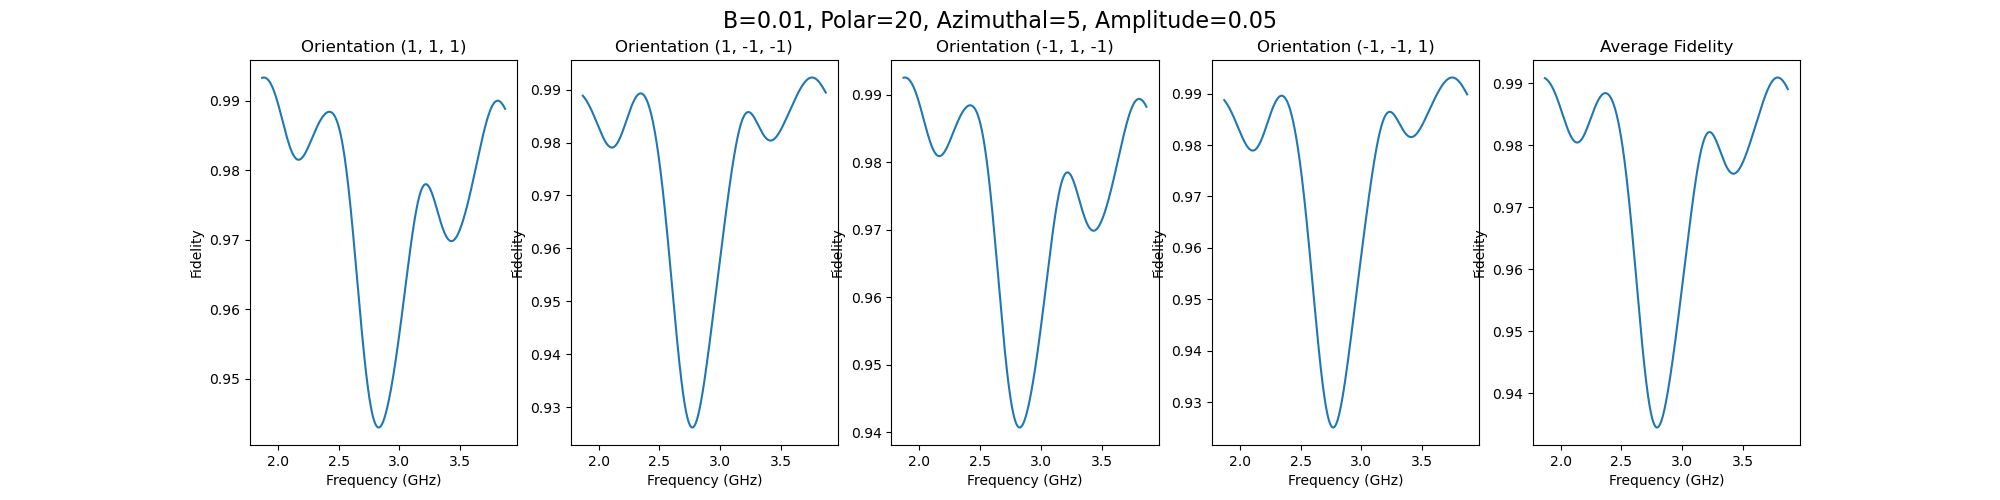 B=0.01, Polar=20, Azimuthal=5, Amplitude=0.05
Orientation (1, 1, 1)
Fidelity
0.99
0.98
0.97
0.96
0.95
2.0 2.5 3.0 3.5
Frequency (GHz)
Orientation (1, -1, -1)
Fidelity
0.99
0.98
0.97
0.96
0.95
0.94
0.93
2.0 2.5 3.0 3.5
Frequency (GHz)
Orientation (-1, 1, -1)
Fidelity
0.99
0.98
0.97
0.96
0.95
0.94
2.0 2.5 3.0 3.5
Frequency (GHz)
Orientation (-1, -1, 1)
Fidelity
0.99
0.98
0.97
0.96
0.95
0.94
0.93
2.0 2.5 3.0 3.5
Frequency (GHz)
Average Fidelity
Fidelity
0.99
0.98
0.97
0.96
0.95
0.94
2.0 2.5 3.0 3.5
Frequency (GHz)